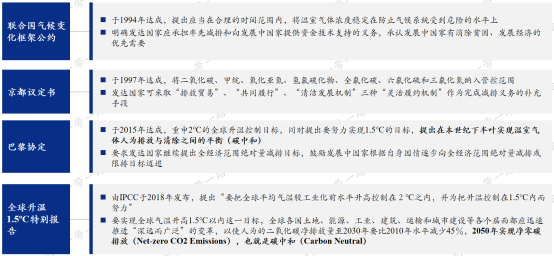 联合国气候变
化框架公约
于1994年达成，提出应当在合理的时间范围内，将温室气体浓度稳定在防止气候系统受到危险的水平上
明确发达国家应承担率先减排和向发展中国家提供资金技术支持的义务，承认发展中国家有消除贫困、发展经济的
优先需要
京都议定书
于1997年达成，将二氧化碳、甲烷、氧化亚氮、氢氟碳化物、全氟化碳、六氟化硫和三氟化氮纳入管控范围
发达国家可采取“排放贸易”、“共同履行”、“清洁发展机制”三种“灵活履约机制”作为完成减排义务的补充
手段
巴黎协定
于2015年达成，重申2℃的全球升温控制目标，同时提出要努力实现1.5℃的目标，提出在本世纪下半叶实现温室气
体人为排放与清除之间的平衡（碳中和）
要求发达国家继续提出全经济范围绝对量减排目标，鼓励发展中国家根据自身国情逐步向全经济范围绝对量减排或
限排目标迈进
全球升温
1.5℃特别报
告
由IPCC于2018年发布，提出“要把全球平均气温较工业化前水平升高控制在２℃之内，并为把升温控制在1.5℃内而
努力”
要实现全球气温升高1.5℃以内这一目标，全球各国土地、能源、工业、建筑、运输和城市建设等各个层面都应迅速
推进“深远而广泛”的变革，以使人为的二氧化碳净排放量至2030年要比2010年水平减少45%，2050年实现净零碳
排放（Net-zero CO2 Emissions），也就是碳中和（Carbon Neutral）